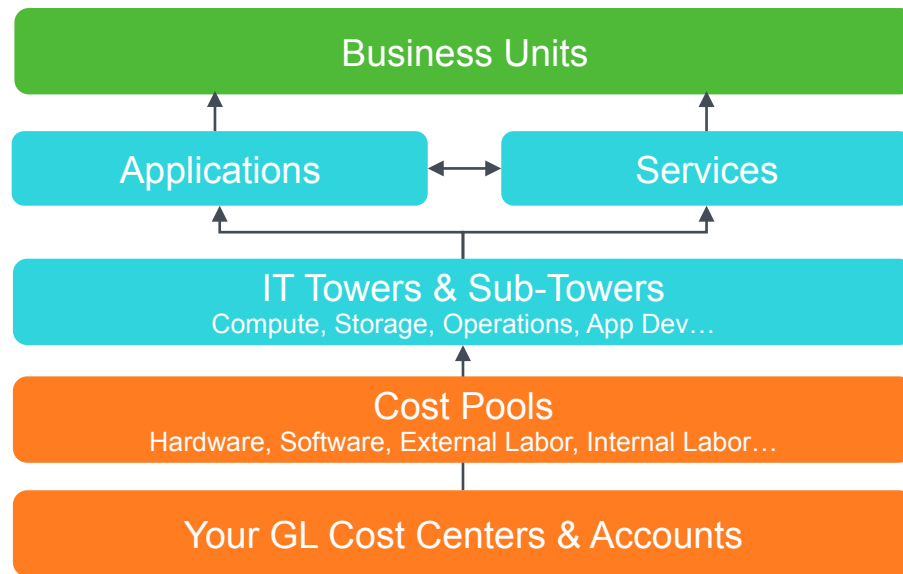 Business Units
Applications
Services
IT Towers & Sub-Towers
Compute, Storage, Operations, App Dev…
Cost Pools
Hardware, Software, External Labor, Internal Labor…
Your GL Cost Centers & Accounts